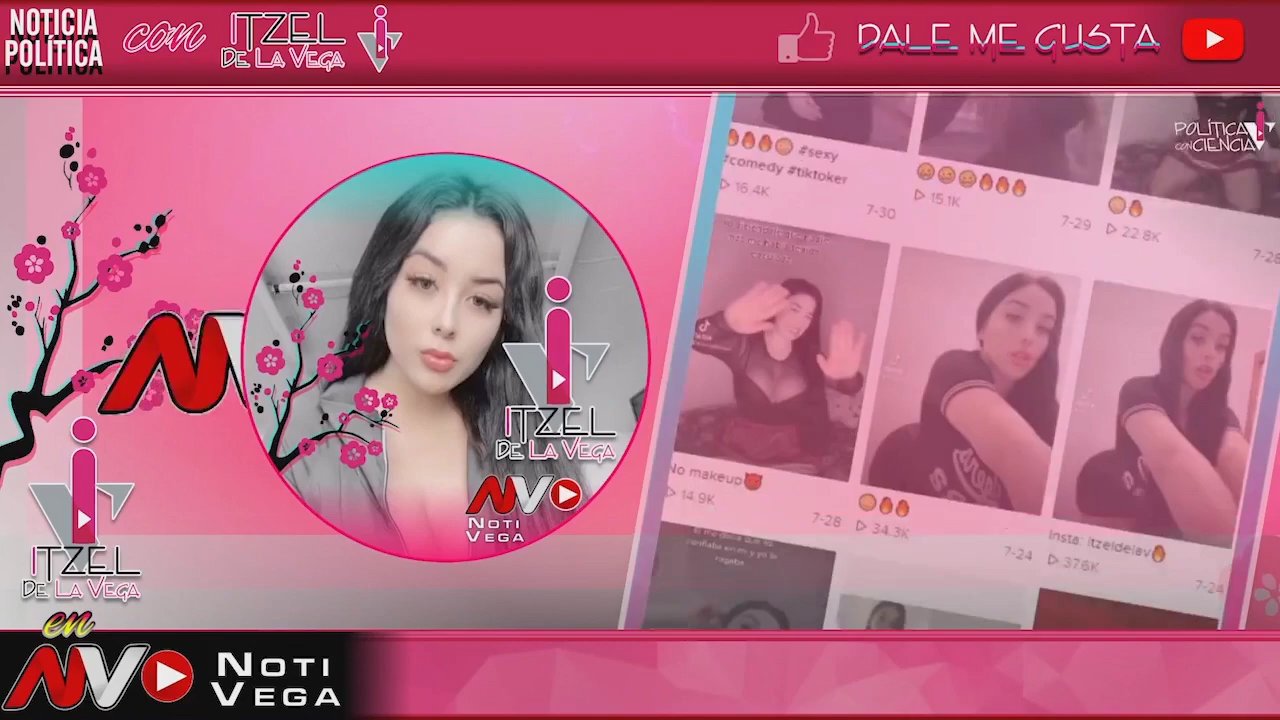 NOTICIA
POLÍTICA
con
ITZEL
DE LA VEGA
DALE ME GUSTA
POLÍTICA
CON CIENCIA
#sexy
#comedy #tiktoker
16.4K
7-30
15.1K
7-29
22.8K
7-28
No makeup
14.9K
7-28
34.3K
7-24
Insta: itzeldelav
37.6K
7-24
ITZEL
DE LA VEGA
NV
NOTI
VEGA
ITZEL
DE LA VEGA
en
NV
NOTI
VEGA